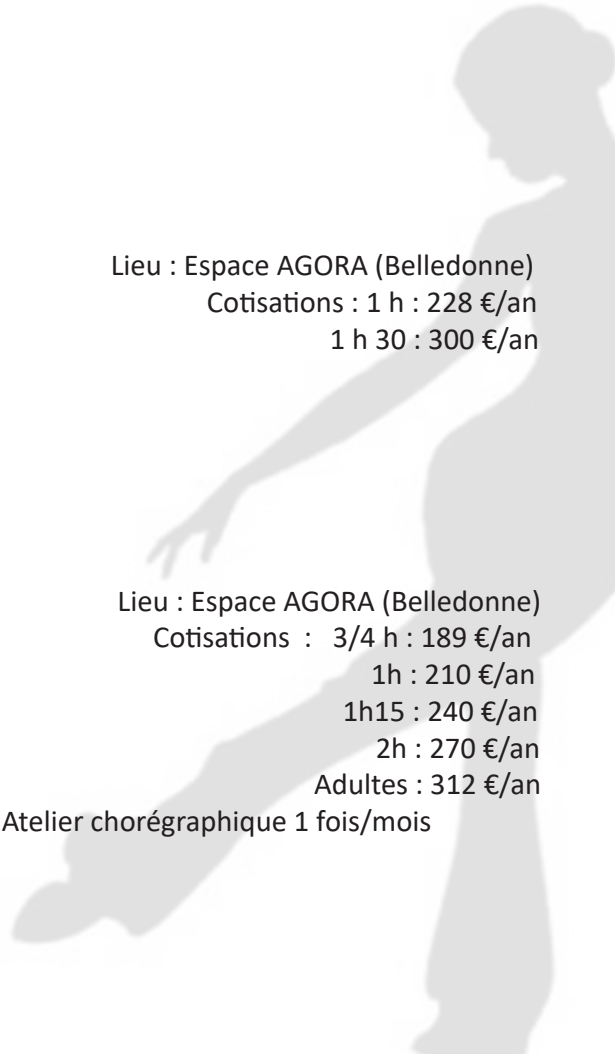 Lieu : Espace AGORA (Belledonne)
Cotisations : 1 h : 228 €/an
1 h 30 : 300 €/an
Lieu : Espace AGORA (Belledonne)
Cotisations : 3/4 h : 189 €/an
1h : 210 €/an
1h15 : 240 €/an
2h : 270 €/an
Adultes : 312 €/an
Atelier chorégraphique 1 fois/mois